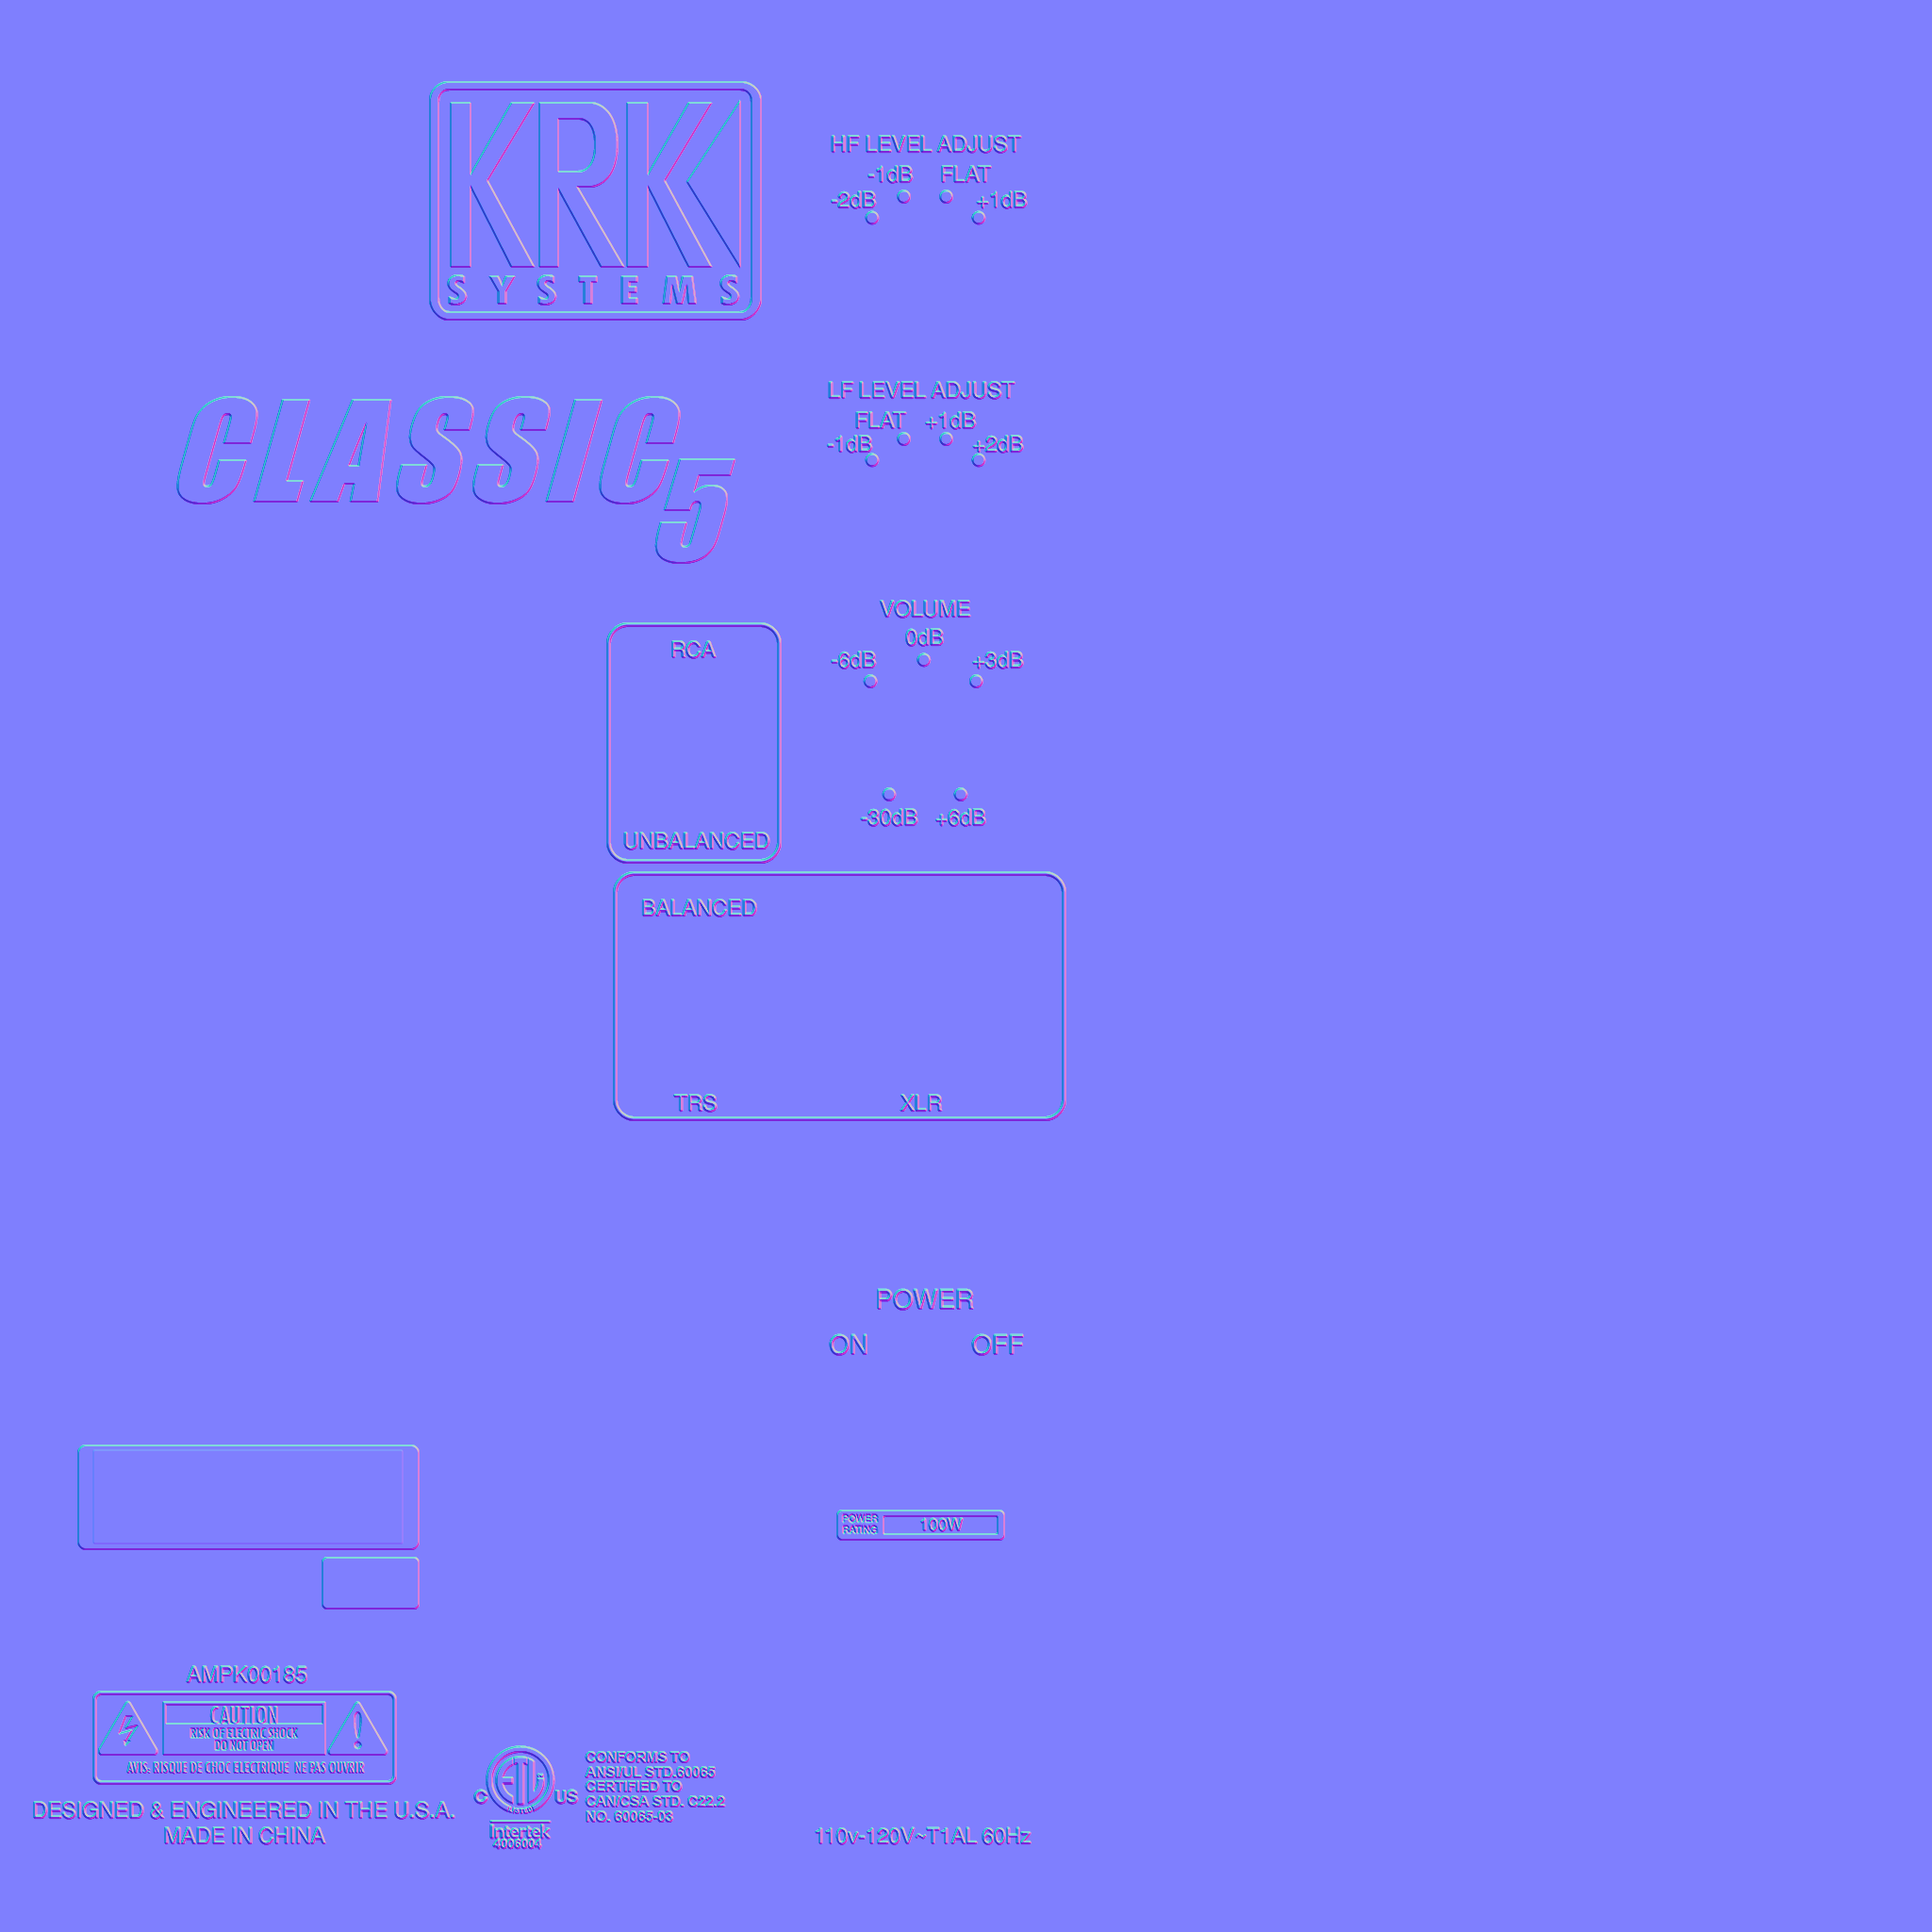 KRK
SYSTEMS
HF LEVEL ADJUST
-1dB FLAT
-2dB +1dB
CLASSIC5
LF LEVEL ADJUST
FLAT +1dB
-1dB +2dB
VOLUME
0dB
-6dB +3dB
-30dB +6dB
RCA
UNBALANCED
BALANCED
TRS XLR
POWER
ON OFF
POWER
RATING
100W
AMPK00185
CAUTION
RISK OF ELECTRIC SHOCK
DO NOT OPEN
AVIS: RISQUE DE CHOC ELECTRIQUE NE PAS OUVRIR
DESIGNED & ENGINEERED IN THE U.S.A.
MADE IN CHINA
ETL
LISTED
C US
Intertek
4006004
CONFORMS TO
ANSI/UL STD.60065
CERTIFIED TO
CAN/CSA STD. C22.2
NO. 60065-03
110v-120V~T1AL 60Hz